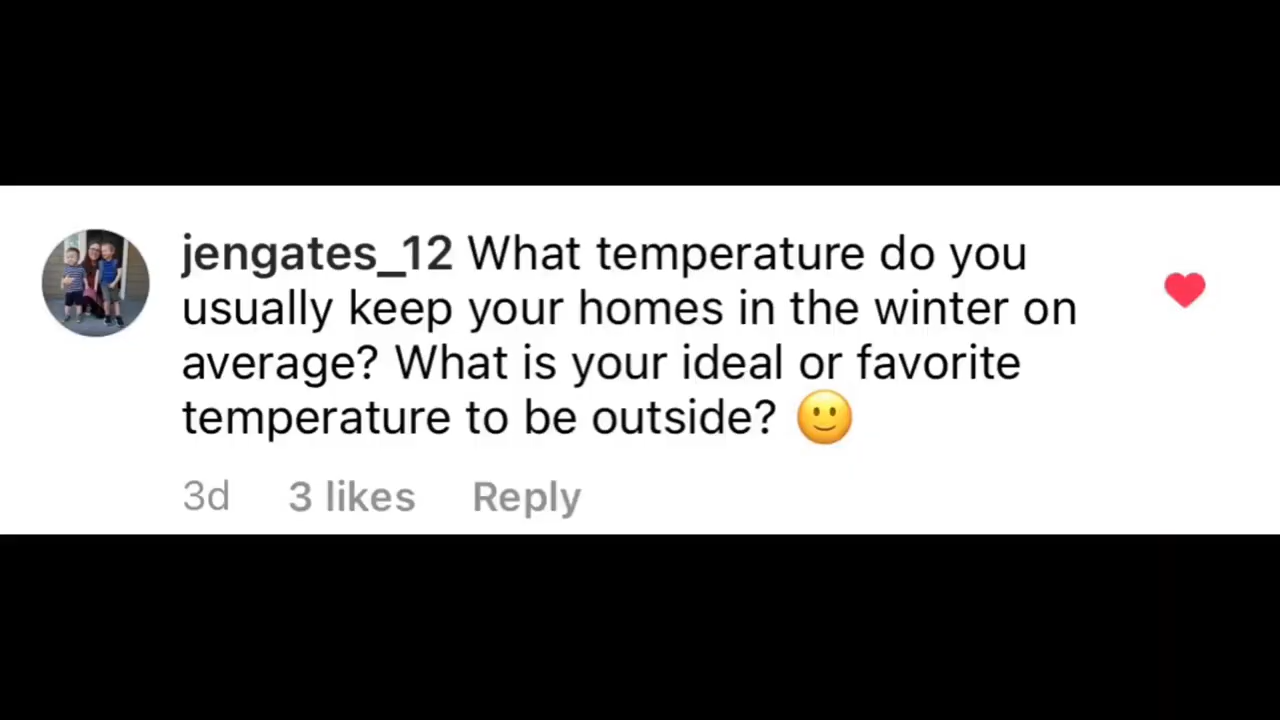 jengates_12 What temperature do you
usually keep your homes in the winter on
average? What is your ideal or favorite
temperature to be outside? 🙂
3d 3 likes Reply